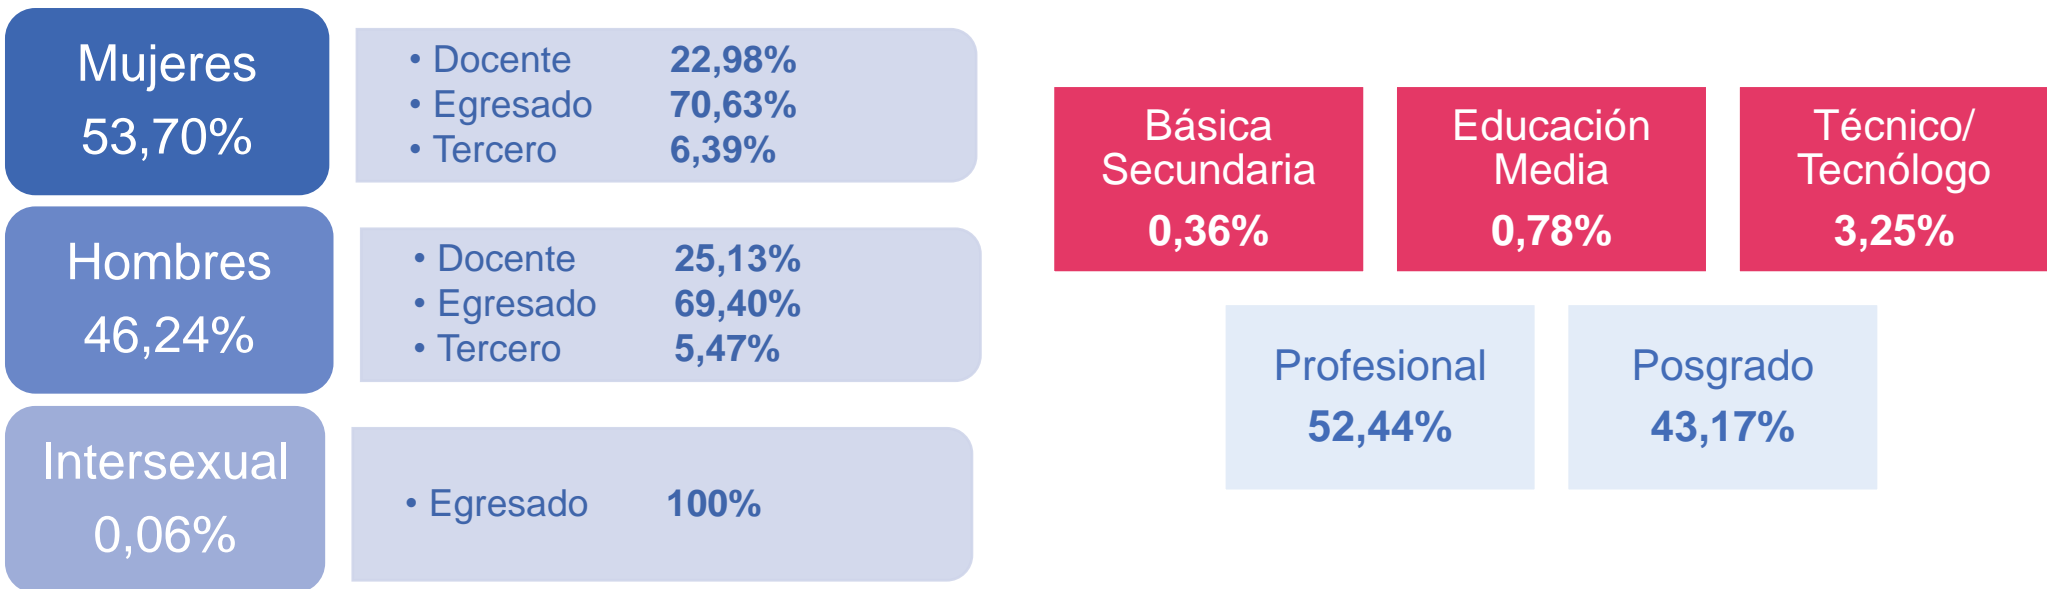 Mujeres
53,70%
• Docente 22,98%
• Egresado 70,63%
• Tercero 6,39%
Hombres
46,24%
• Docente 25,13%
• Egresado 69,40%
• Tercero 5,47%
Intersexual
0,06%
• Egresado 100%
Básica
Secundaria
0,36%
Educación
Media
0,78%
Técnico/
Tecnólogo
3,25%
Profesional
52,44%
Posgrado
43,17%